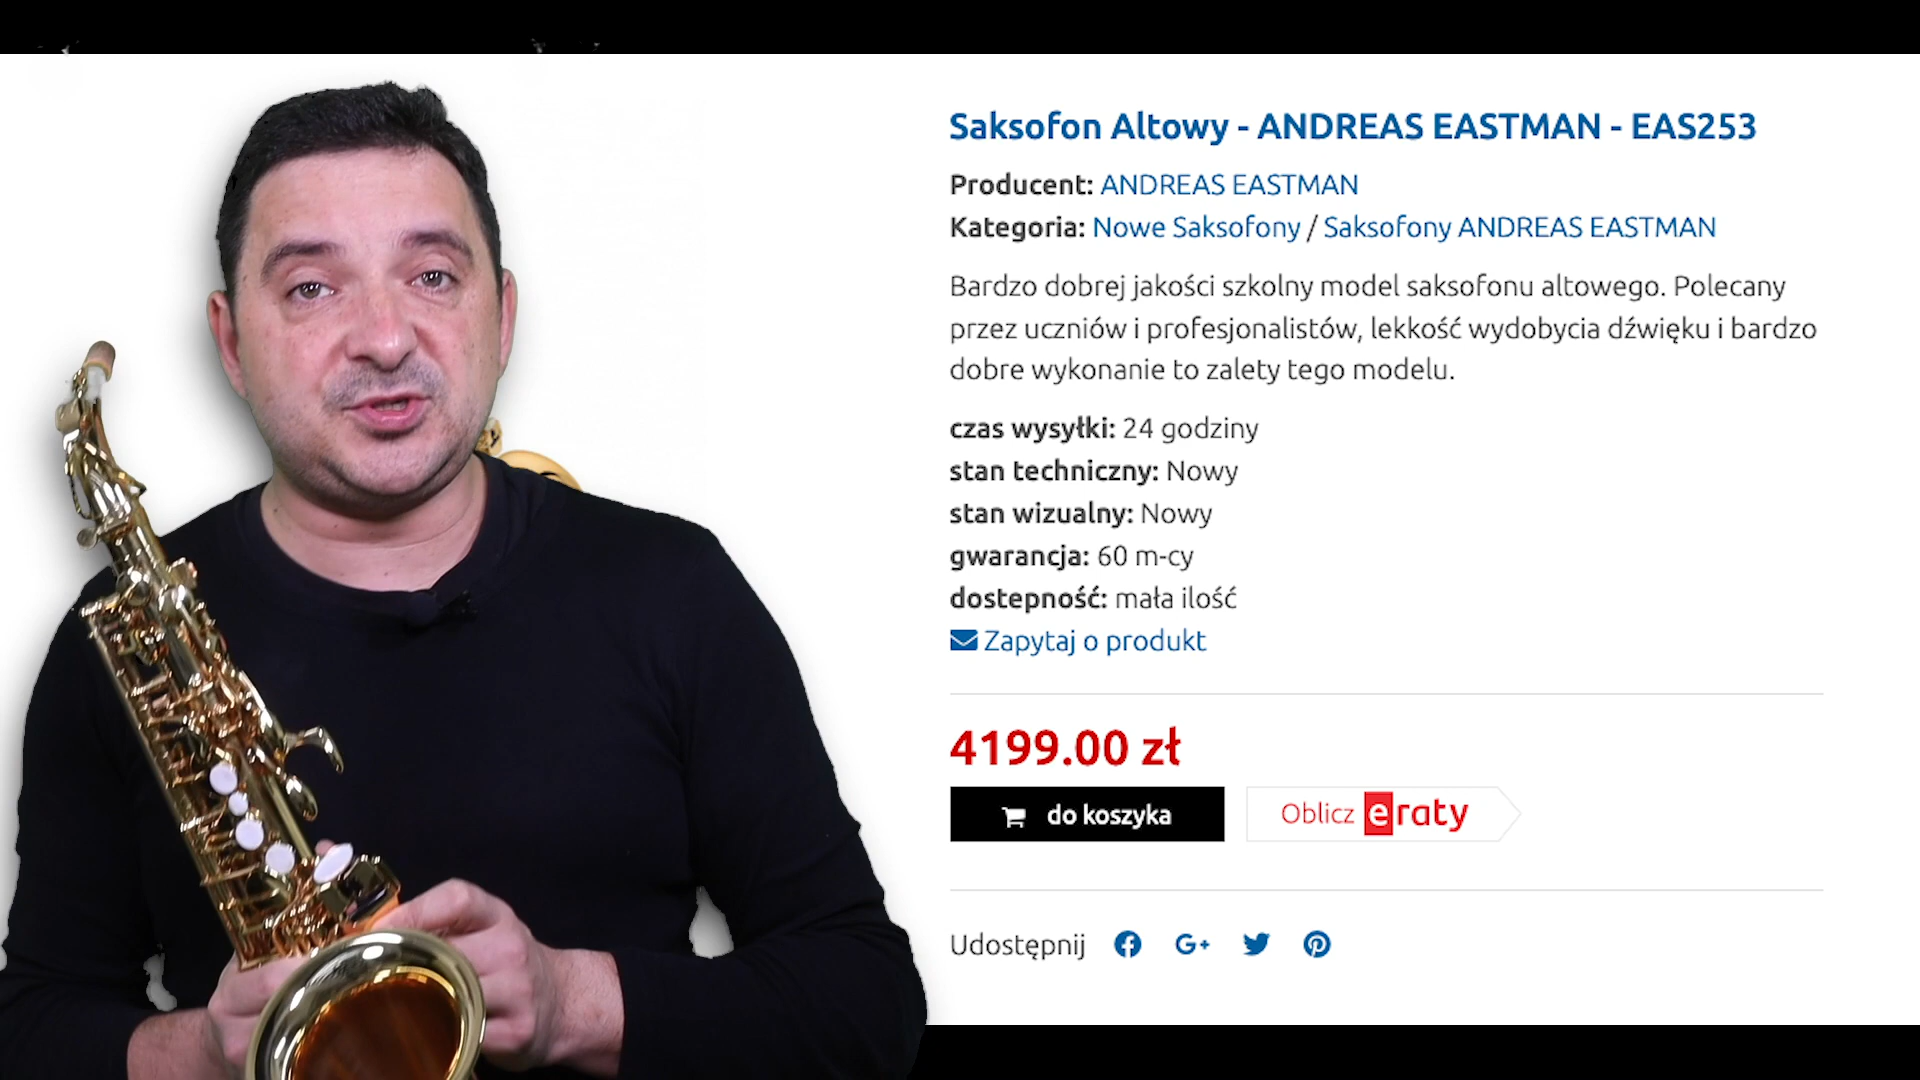 Saksofon Altowy - ANDREAS EASTMAN - EAS253
Producent: ANDREAS EASTMAN
Kategoria: Nowe Saksofony / Saksofony ANDREAS EASTMAN
Bardzo dobrej jakości szkolny model saksofonu altowego. Polecany
przez uczniów i profesjonalistów, lekkość wydobycia dźwięku i bardzo
dobre wykonanie to zalety tego modelu.
czas wysyłki: 24 godziny
stan techniczny: Nowy
stan wizualny: Nowy
gwarancja: 60 m-cy
dostepność: mała ilość
Zapytaj o produkt
4199.00 zł
do koszyka
Oblicz eraty
Udostępnij